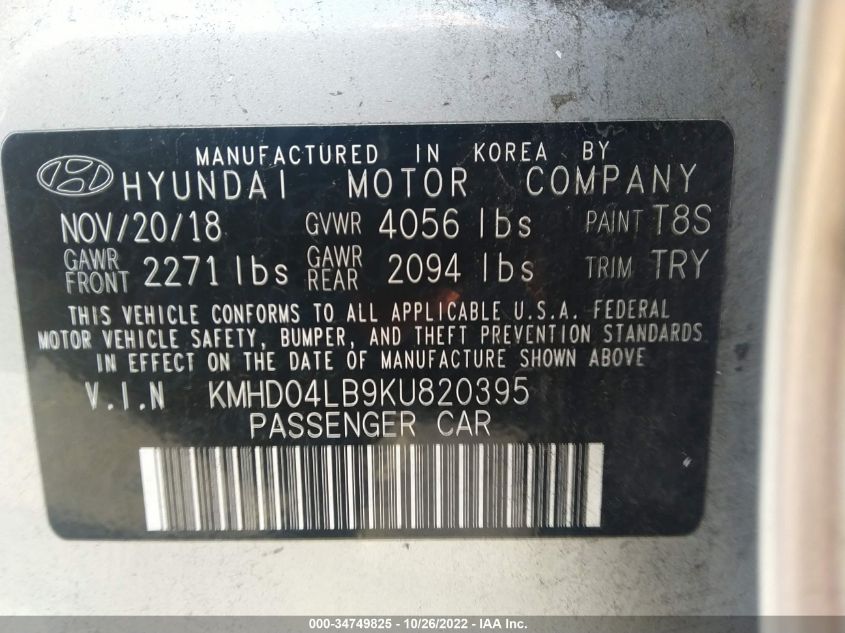 MANUFACTURED IN KOREA BY
HYUNDAI MOTOR COMPANY
NOV/20/18 GVWR 4056 lbs PAINT T8S
GAWR FRONT 2271 lbs GAWR REAR 2094 lbs TRIM TRY
THIS VEHICLE CONFORMS TO ALL APPLICABLE U.S.A. FEDERAL
MOTOR VEHICLE SAFETY, BUMPER, AND THEFT PREVENTION STANDARDS
IN EFFECT ON THE DATE OF MANUFACTURE SHOWN ABOVE
V.I.N KMHD04LB9KU820395
PASSENGER CAR
000-34749825 - 10/26/2022 - IAA Inc.